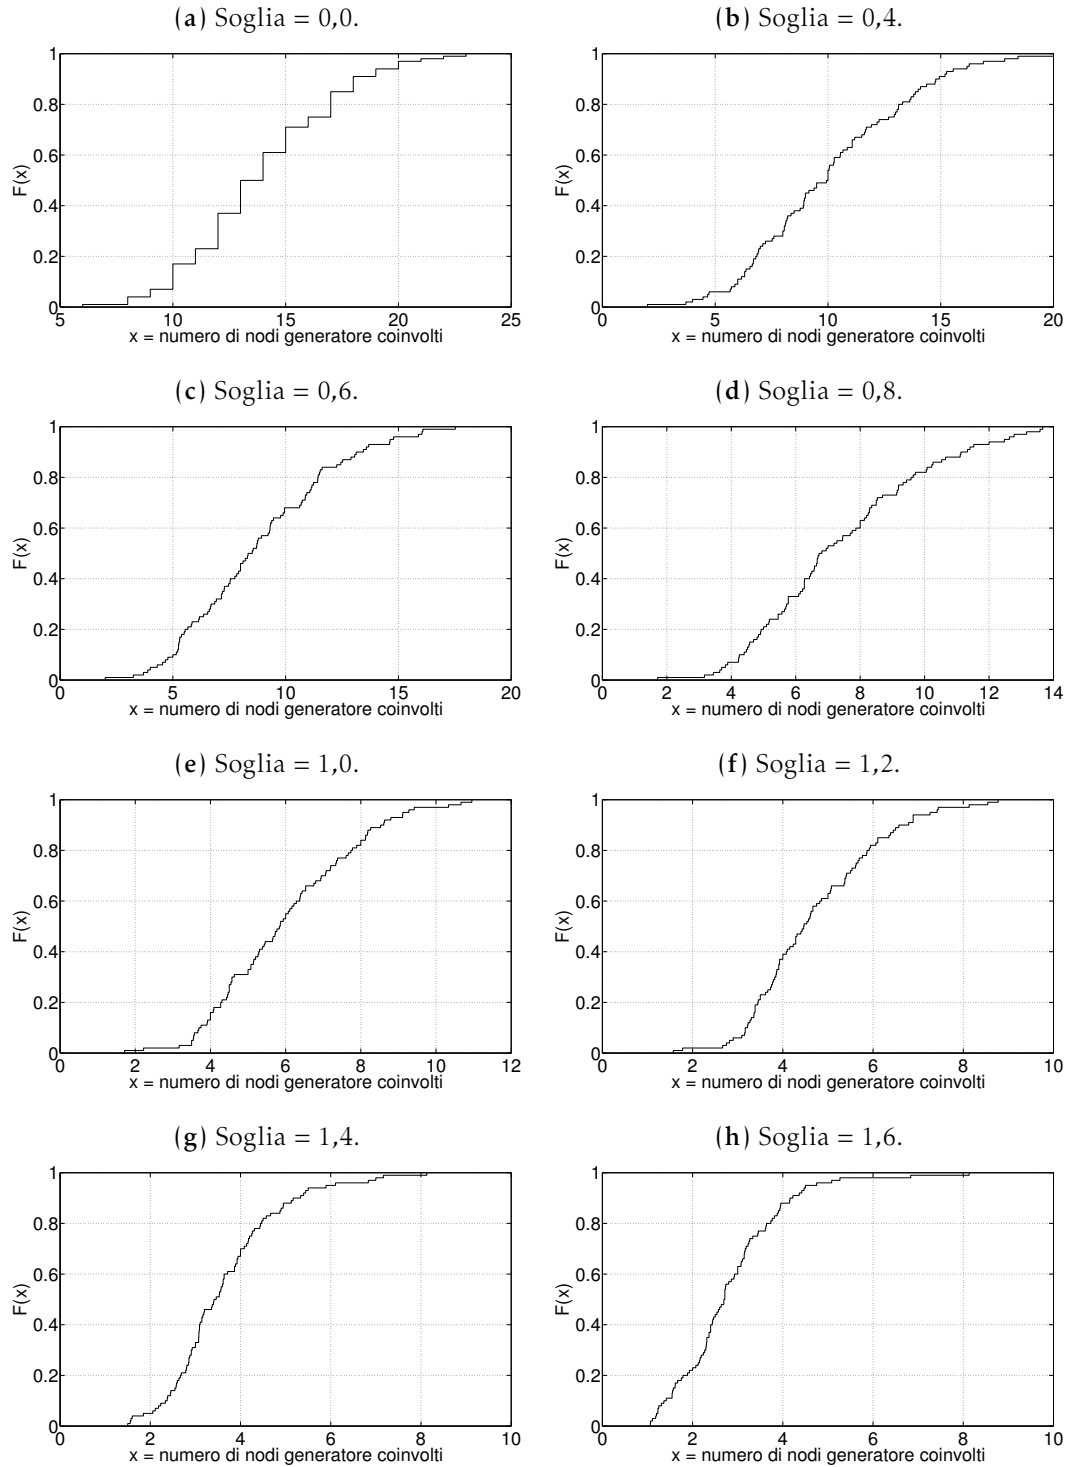 (a) Soglia = 0,0.
1
0.8
0.6
0.4
0.2
0
F(x)
5 10 15 20 25
x = numero di nodi generatore coinvolti
(b) Soglia = 0,4.
1
0.8
0.6
0.4
0.2
0
F(x)
0 5 10 15 20
x = numero di nodi generatore coinvolti
(c) Soglia = 0,6.
1
0.8
0.6
0.4
0.2
0
F(x)
0 5 10 15 20
x = numero di nodi generatore coinvolti
(d) Soglia = 0,8.
1
0.8
0.6
0.4
0.2
0
F(x)
0 2 4 6 8 10 12 14
x = numero di nodi generatore coinvolti
(e) Soglia = 1,0.
1
0.8
0.6
0.4
0.2
0
F(x)
0 2 4 6 8 10 12
x = numero di nodi generatore coinvolti
(f) Soglia = 1,2.
1
0.8
0.6
0.4
0.2
0
F(x)
0 2 4 6 8 10
x = numero di nodi generatore coinvolti
(g) Soglia = 1,4.
1
0.8
0.6
0.4
0.2
0
F(x)
0 2 4 6 8 10
x = numero di nodi generatore coinvolti
(h) Soglia = 1,6.
1
0.8
0.6
0.4
0.2
0
F(x)
0 2 4 6 8 10
x = numero di nodi generatore coinvolti